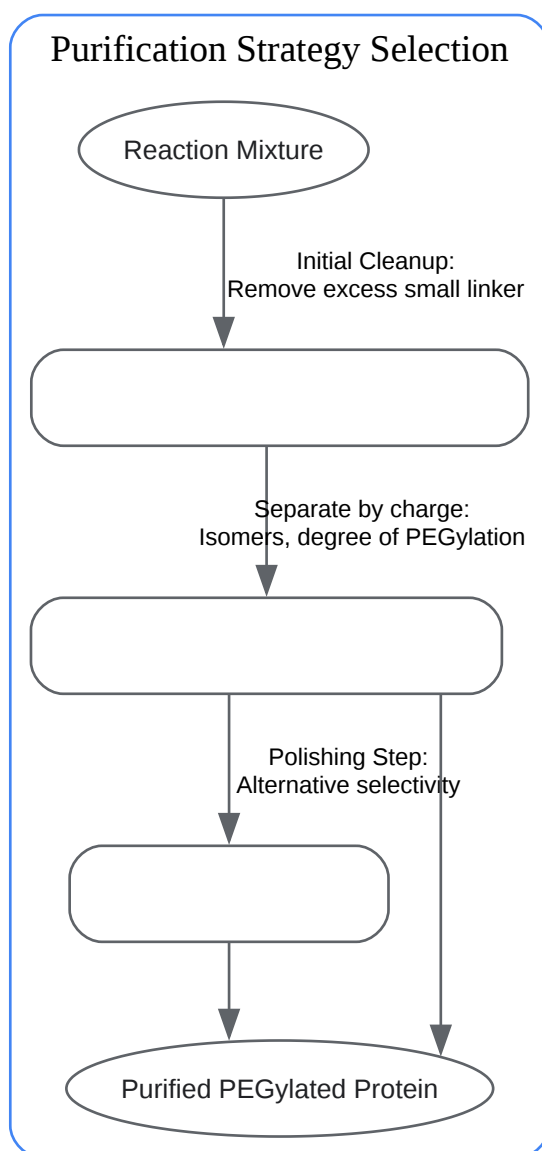 Purification Strategy Selection
Reaction Mixture
Initial Cleanup:
Remove excess small linker
Separate by charge:
Isomers, degree of PEGylation
Polishing Step:
Alternative selectivity
Purified PEGylated Protein